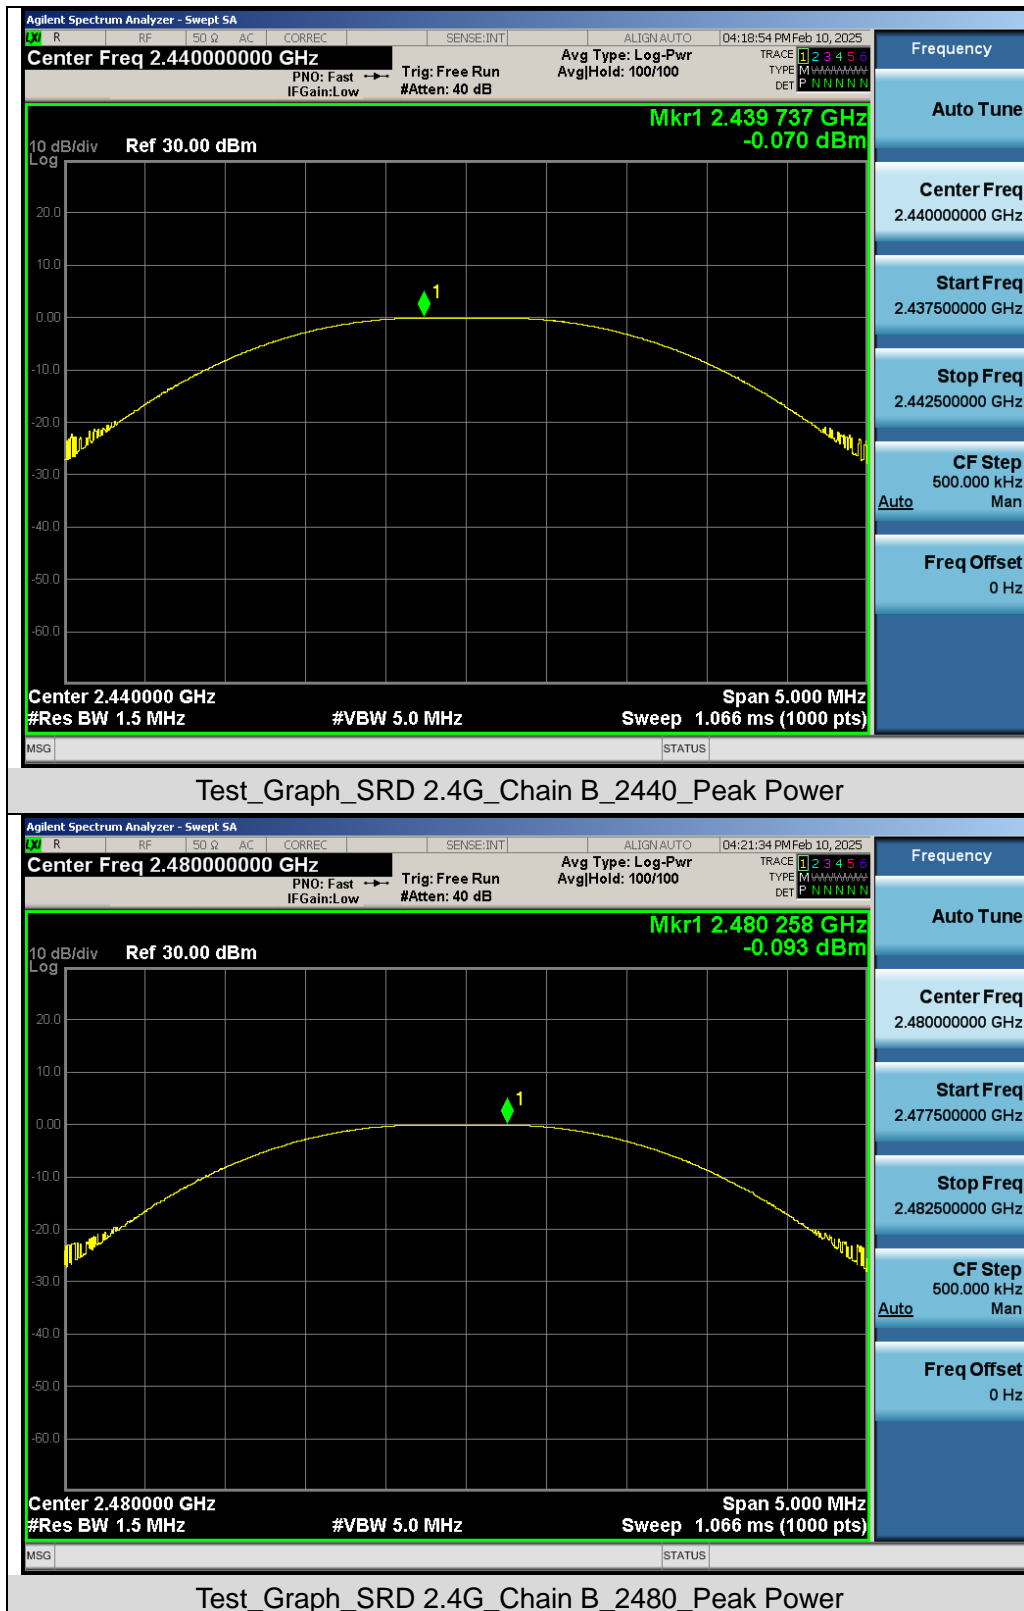 Agilent Spectrum Analyzer - Swept SA
LXI R RF 50 Ω AC CORREC SENSE:INT ALIGN AUTO 04:18:54 PM Feb 10, 2025
Center Freq 2.440000000 GHz
PNO: Fast
IFGain:Low
Trig: Free Run
#Atten: 40 dB
Avg Type: Log-Pwr
Avg|Hold: 100/100
TRACE 1 2 3 4 5 6
TYPE M WWWWW
DET P N N N N N
Mkr1 2.439 737 GHz
-0.070 dBm
10 dB/div Ref 30.00 dBm
Log
20.0
10.0
1
0.00
-10.0
-20.0
-30.0
-40.0
-50.0
-60.0
Center 2.440000 GHz Span 5.000 MHz
#Res BW 1.5 MHz #VBW 5.0 MHz Sweep 1.066 ms (1000 pts)
MSG STATUS
Frequency
Auto Tune
Center Freq
2.440000000 GHz
Start Freq
2.437500000 GHz
Stop Freq
2.442500000 GHz
CF Step
500.000 kHz
Auto Man
Freq Offset
0 Hz
Test_Graph_SRD 2.4G_Chain B_2440_Peak Power
Agilent Spectrum Analyzer - Swept SA
LXI R RF 50 Ω AC CORREC SENSE:INT ALIGN AUTO 04:21:34 PM Feb 10, 2025
Center Freq 2.480000000 GHz
PNO: Fast
IFGain:Low
Trig: Free Run
#Atten: 40 dB
Avg Type: Log-Pwr
Avg|Hold: 100/100
TRACE 1 2 3 4 5 6
TYPE M WWWWW
DET P N N N N N
Mkr1 2.480 258 GHz
-0.093 dBm
10 dB/div Ref 30.00 dBm
Log
20.0
10.0
1
0.00
-10.0
-20.0
-30.0
-40.0
-50.0
-60.0
Center 2.480000 GHz Span 5.000 MHz
#Res BW 1.5 MHz #VBW 5.0 MHz Sweep 1.066 ms (1000 pts)
MSG STATUS
Frequency
Auto Tune
Center Freq
2.480000000 GHz
Start Freq
2.477500000 GHz
Stop Freq
2.482500000 GHz
CF Step
500.000 kHz
Auto Man
Freq Offset
0 Hz
Test_Graph_SRD 2.4G_Chain B_2480_Peak Power